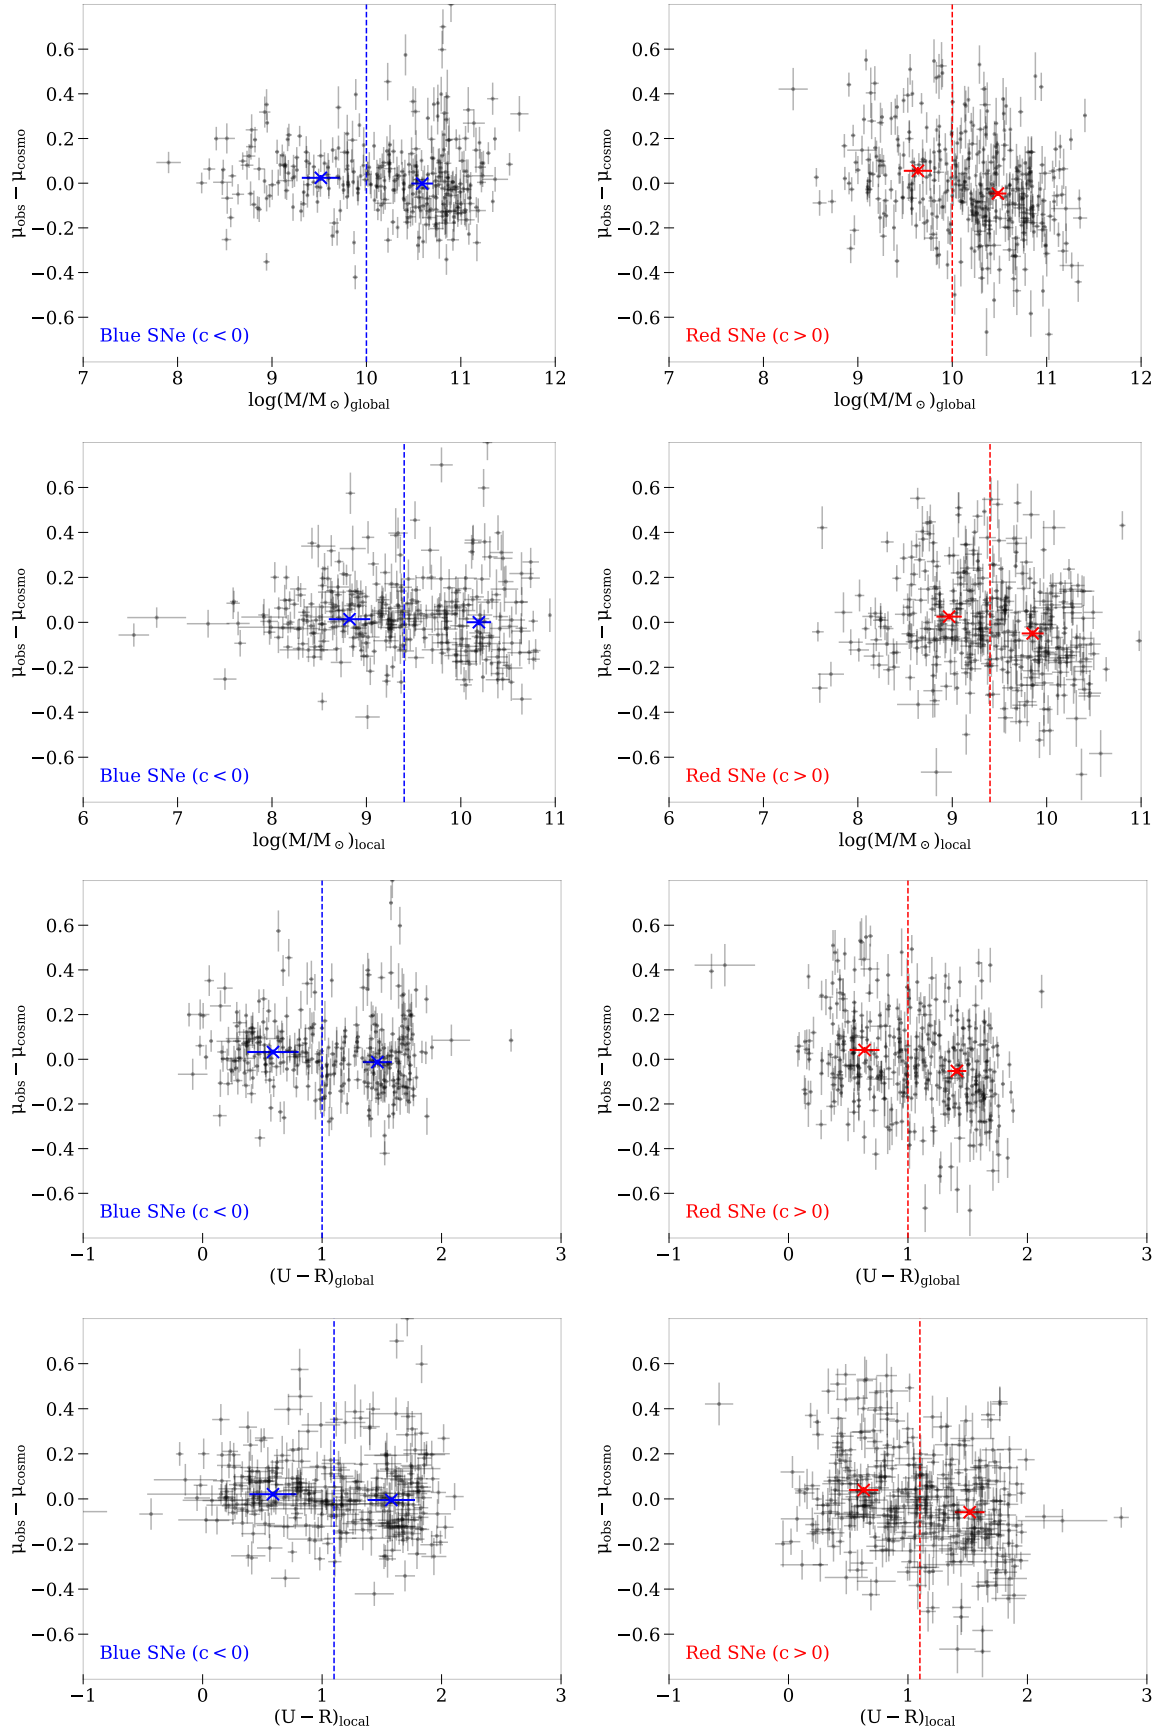 0.6
0.4
0.2
0.0
−0.2
−0.4
−0.6
μobs − μcosmo
Blue SNe (c < 0)
7 8 9 10 11 12
log(M/M⊙)global
0.6
0.4
0.2
0.0
−0.2
−0.4
−0.6
μobs − μcosmo
Red SNe (c > 0)
7 8 9 10 11 12
log(M/M⊙)global
0.6
0.4
0.2
0.0
−0.2
−0.4
−0.6
μobs − μcosmo
Blue SNe (c < 0)
6 7 8 9 10 11
log(M/M⊙)local
0.6
0.4
0.2
0.0
−0.2
−0.4
−0.6
μobs − μcosmo
Red SNe (c > 0)
6 7 8 9 10 11
log(M/M⊙)local
0.6
0.4
0.2
0.0
−0.2
−0.4
−0.6
μobs − μcosmo
Blue SNe (c < 0)
−1 0 1 2 3
(U − R)global
0.6
0.4
0.2
0.0
−0.2
−0.4
−0.6
μobs − μcosmo
Red SNe (c > 0)
−1 0 1 2 3
(U − R)global
0.6
0.4
0.2
0.0
−0.2
−0.4
−0.6
μobs − μcosmo
Blue SNe (c < 0)
−1 0 1 2 3
(U − R)local
0.6
0.4
0.2
0.0
−0.2
−0.4
−0.6
μobs − μcosmo
Red SNe (c > 0)
−1 0 1 2 3
(U − R)local